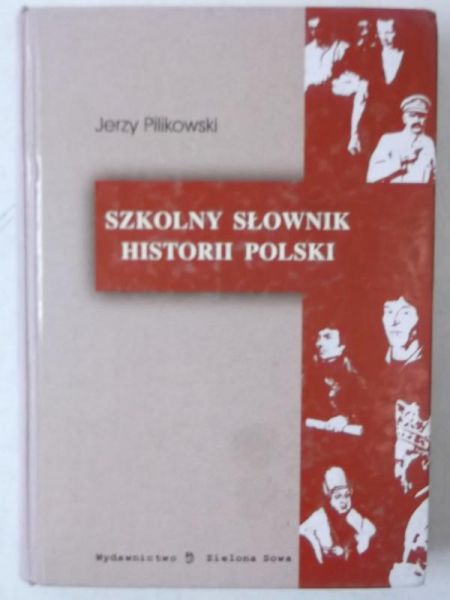 Jerzy Pilikowski
SZKOLNY SŁOWNIK
HISTORII POLSKI
Wydawnictwo Zielona Sowa